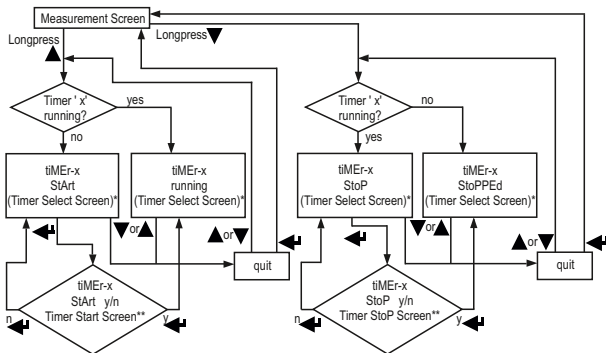 Measurement Screen
Longpress
Longpress
Timer ' x'
running?
yes
no
tiMEr-x
StArt
(Timer Select Screen)*
tiMEr-x
running
(Timer Select Screen)*
or
or
quit
tiMEr-x
StArt y/n
Timer Start Screen**
n
y
Timer ' x'
running?
no
yes
tiMEr-x
StoP
(Timer Select Screen)*
tiMEr-x
StoPPEd
(Timer Select Screen)*
or
or
quit
tiMEr-x
StoP y/n
Timer StoP Screen**
n
y